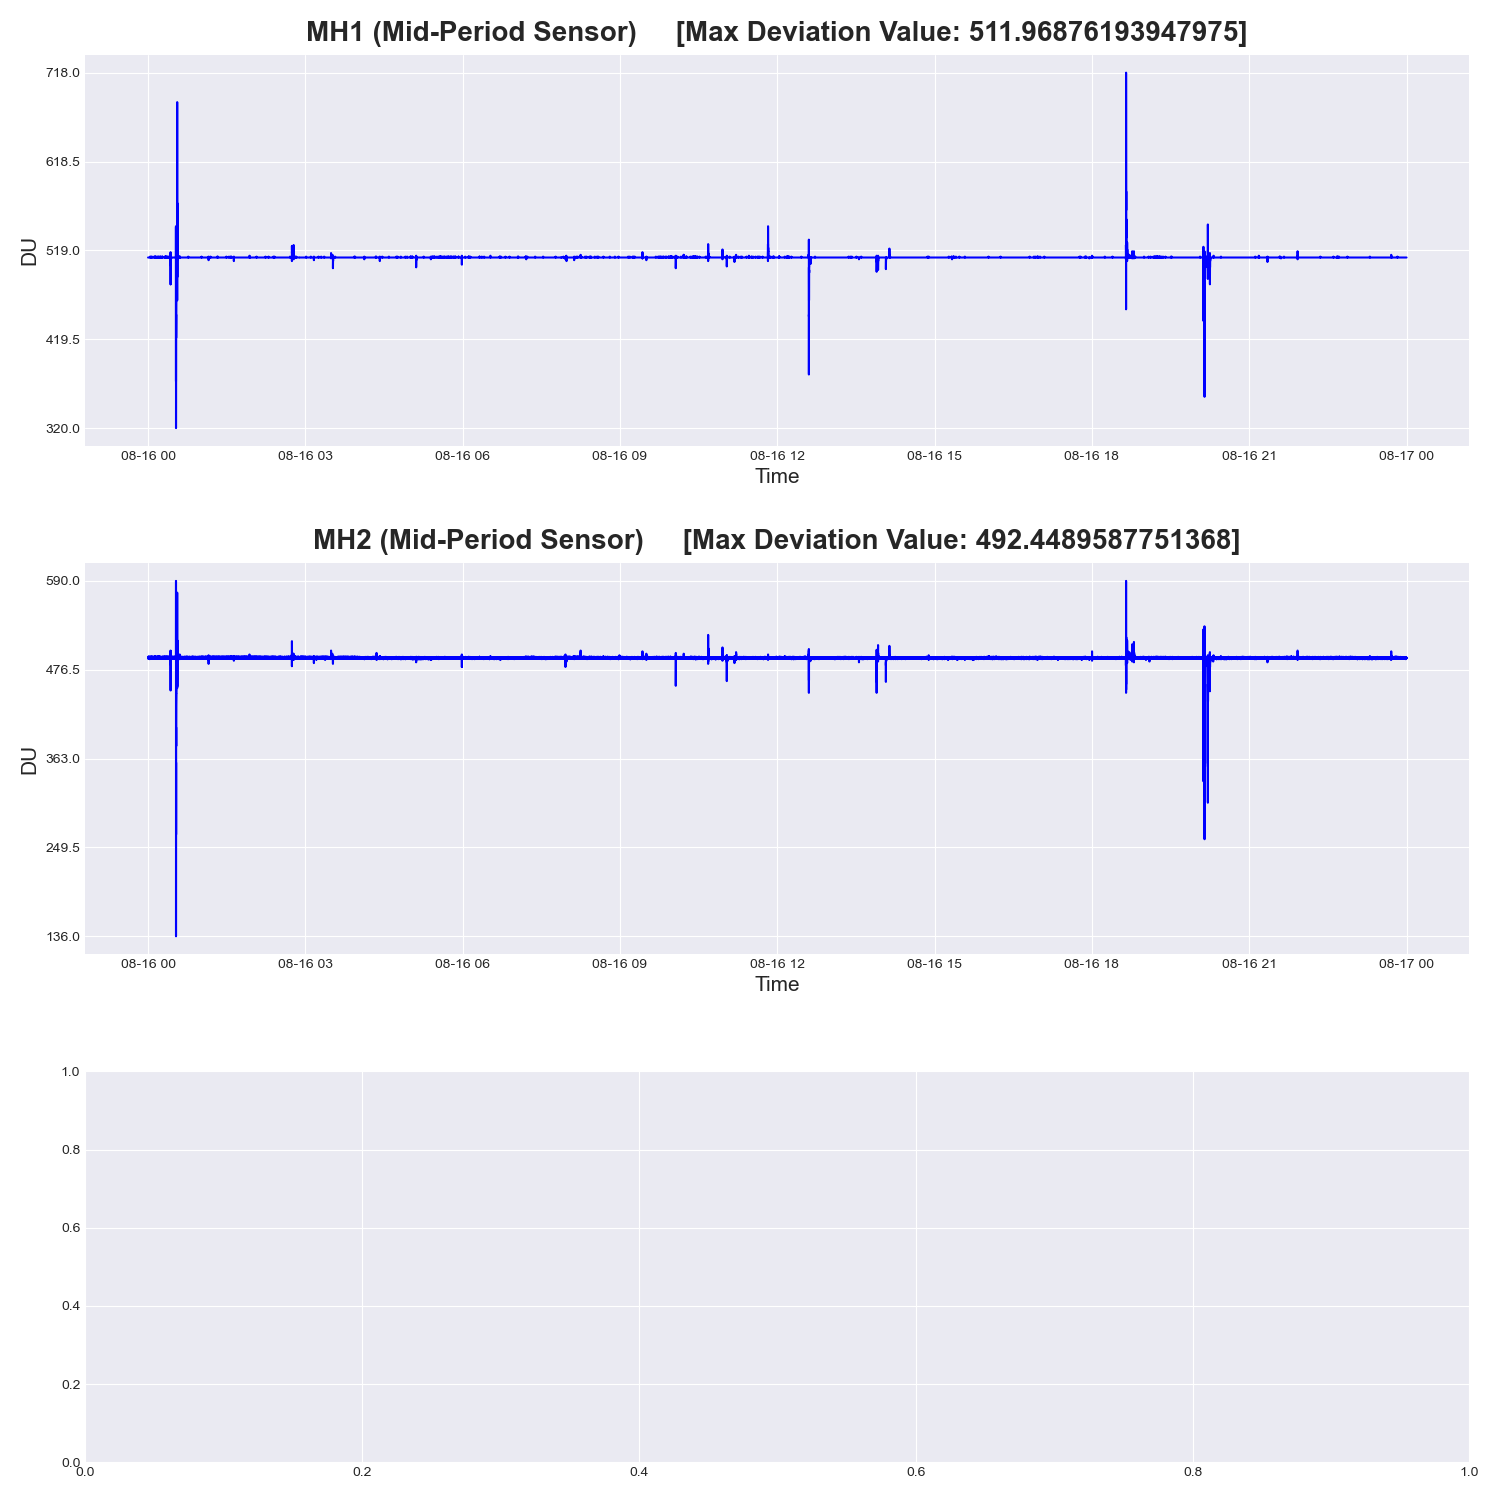 MH1 (Mid-Period Sensor) [Max Deviation Value: 511.96876193947975]
718.0
618.5
519.0
419.5
320.0
DU
08-16 00 08-16 03 08-16 06 08-16 09 08-16 12 08-16 15 08-16 18 08-16 21 08-17 00
Time
MH2 (Mid-Period Sensor) [Max Deviation Value: 492.4489587751368]
590.0
476.5
363.0
249.5
136.0
DU
08-16 00 08-16 03 08-16 06 08-16 09 08-16 12 08-16 15 08-16 18 08-16 21 08-17 00
Time
1.0
0.8
0.6
0.4
0.2
0.0
0.0 0.2 0.4 0.6 0.8 1.0